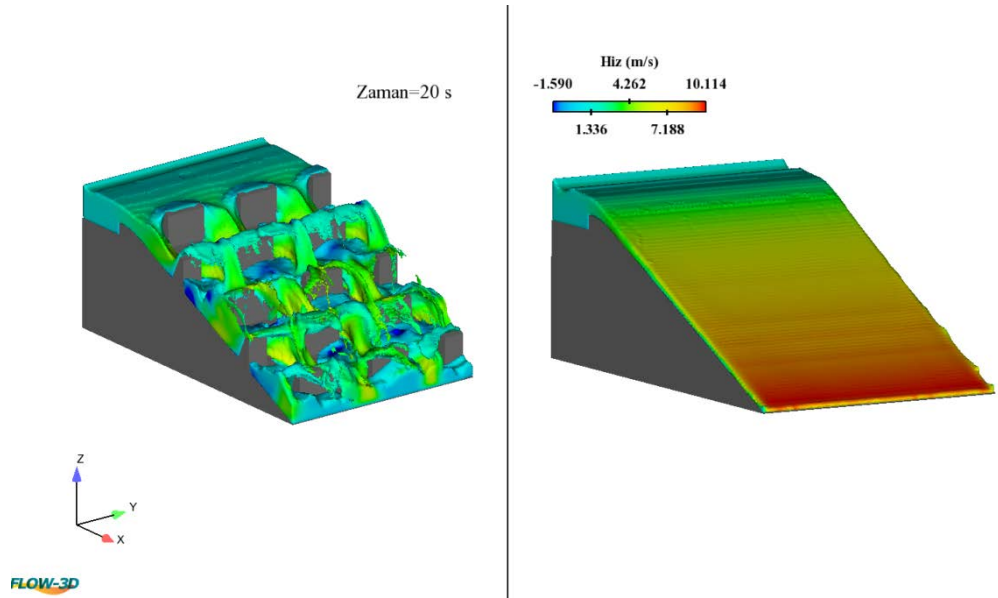 Zaman=20 s
Hiz (m/s)
-1.590 4.262 10.114
1.336 7.188
Z
Y
X
FLOW-3D